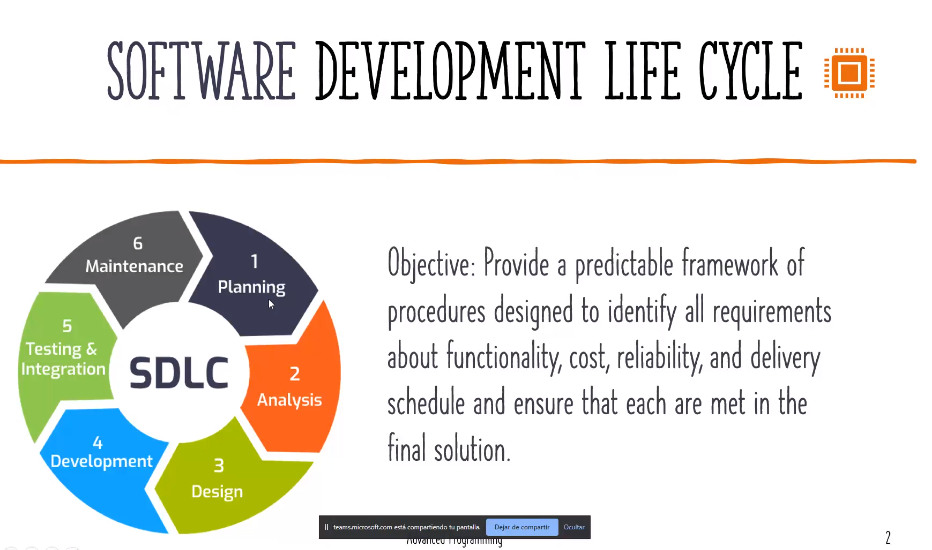 SOFTWARE DEVELOPMENT LIFE CYCLE
6
Maintenance
1
Planning
5
Testing &
Integration
SDLC
2
Analysis
4
Development
3
Design
Objective: Provide a predictable framework of
procedures designed to identify all requirements
about functionality, cost, reliability, and delivery
schedule and ensure that each are met in the
final solution.
teams.microsoft.com está compartiendo tu pantalla.
Dejar de compartir
Ocultar
Advanced Programming
2